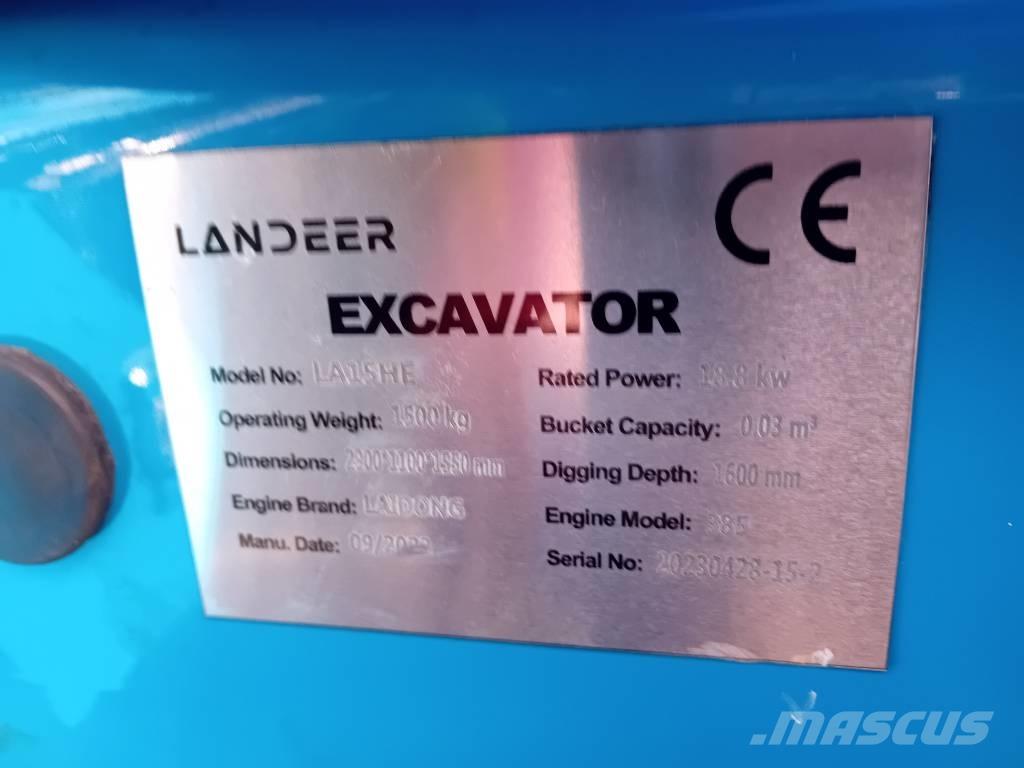 LANDEER
CE
EXCAVATOR
Model No: LA15HE
Operating Weight: 1500 kg
Dimensions: mm
Engine Brand: LAIDONG
Manu. Date:
Rated Power: 18.8 kw
Bucket Capacity: 0.03 m³
Digging Depth: 1600 mm
Engine Model: 385
Serial No: 20230428-15-2
.MASCUS